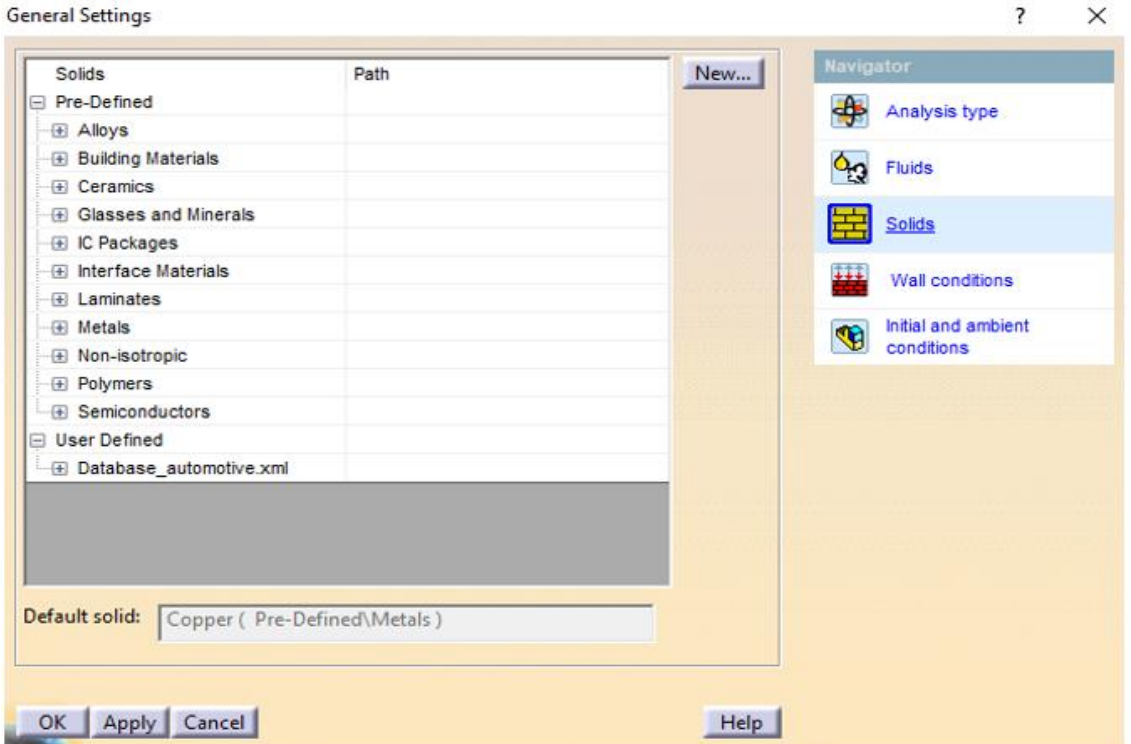 General Settings
?
Solids Path
New...
Pre-Defined
Alloys
Building Materials
Ceramics
Glasses and Minerals
IC Packages
Interface Materials
Laminates
Metals
Non-isotropic
Polymers
Semiconductors
User Defined
Database_automotive.xml
Default solid: Copper ( Pre-Defined\Metals )
Navigator
Analysis type
Fluids
Solids
Wall conditions
Initial and ambient
conditions
OK Apply Cancel Help